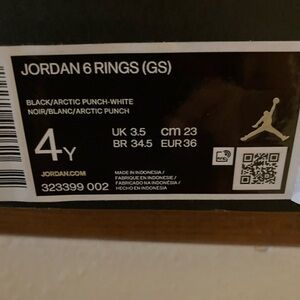 JORDAN 6 RINGS (GS)
BLACK/ARCTIC PUNCH-WHITE
NOIR/BLANC/ARCTIC PUNCH
4Y
UK 3.5 cm 23
BR 34.5 EUR 36
JORDAN.COM
323399 002
MADE IN INDONESIA /
FABRIQUÉ EN INDONÉSIE /
FABRICADO NA INDONÉSIA /
HECHO EN INDONESIA